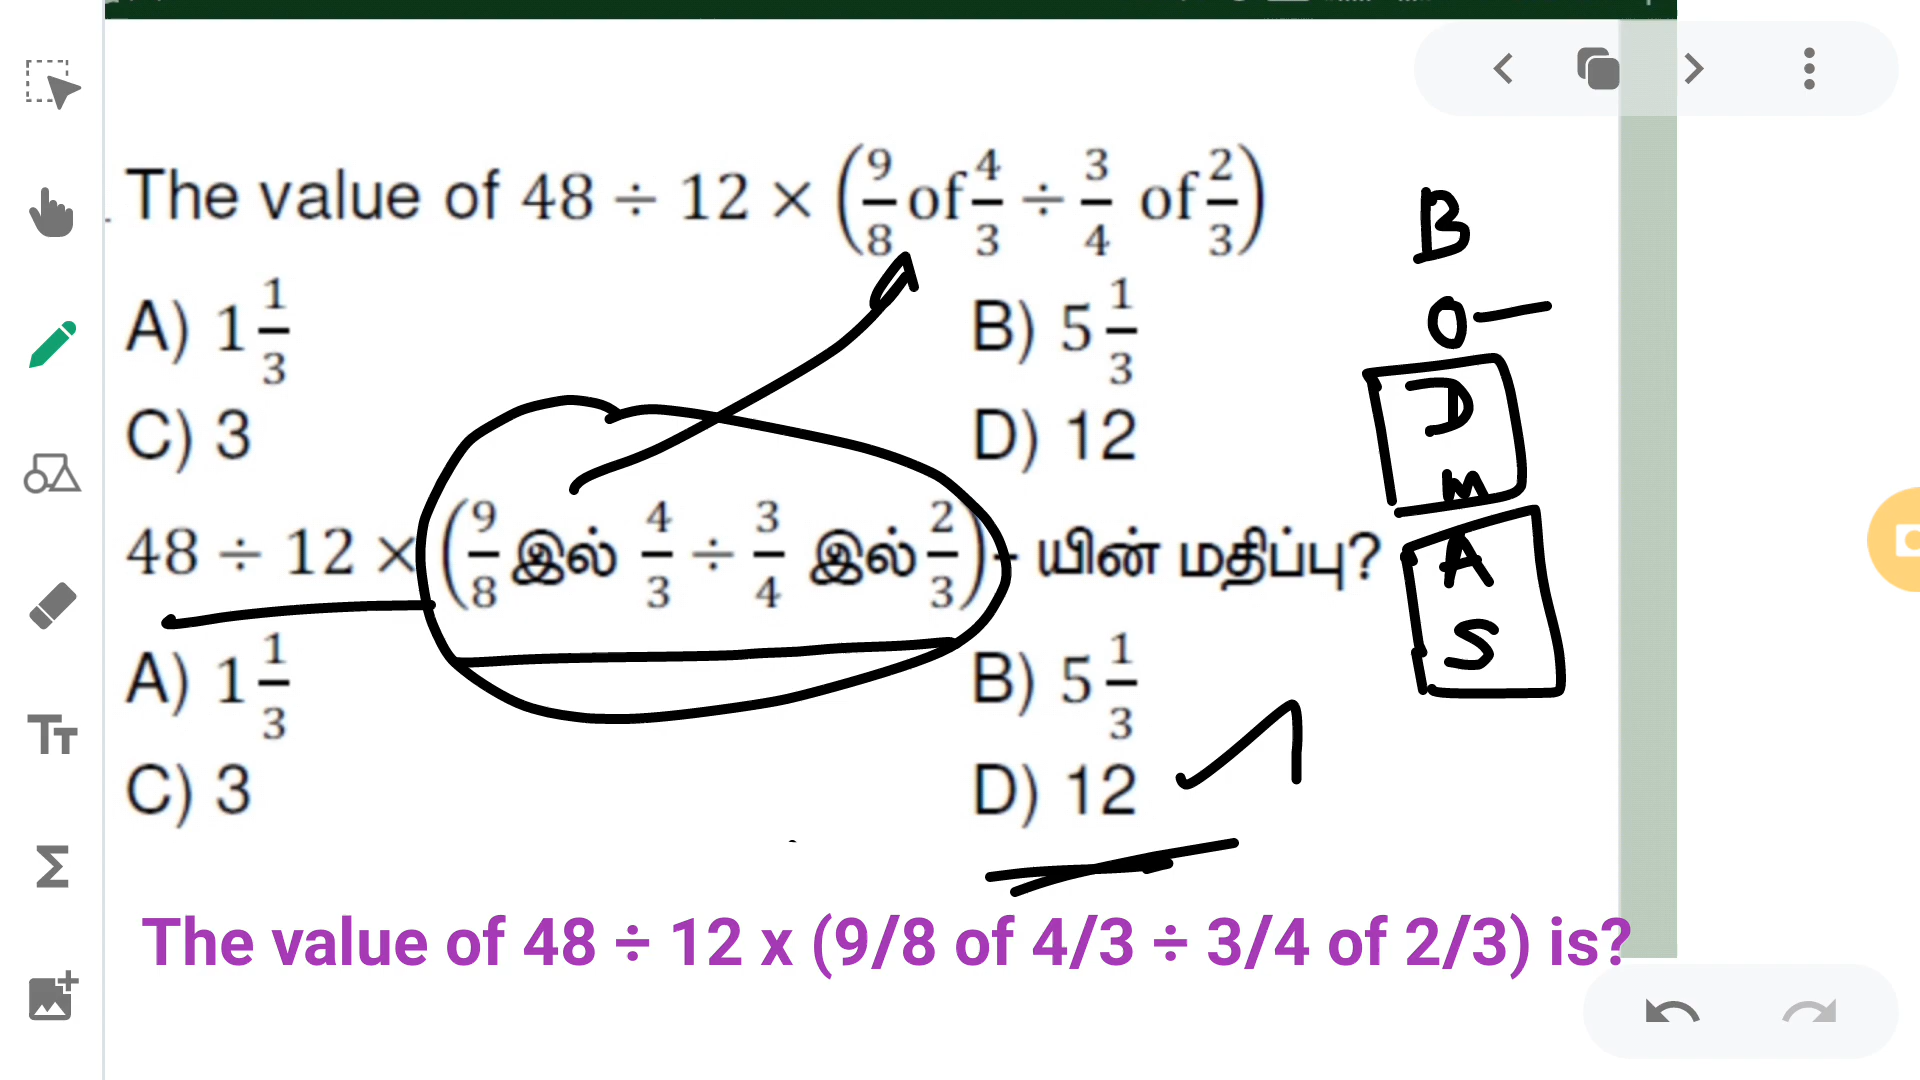 The value of 48 ÷ 12 × (9/8 of 4/3 ÷ 3/4 of 2/3)
A) 1 1/3 B) 5 1/3
C) 3 D) 12
48 ÷ 12 × (9/8 இல் 4/3 ÷ 3/4 இல் 2/3) - யின் மதிப்பு?
A) 1 1/3 B) 5 1/3
C) 3 D) 12
B
O
D
M
A
S
TT
Σ
The value of 48 ÷ 12 x (9/8 of 4/3 ÷ 3/4 of 2/3) is?